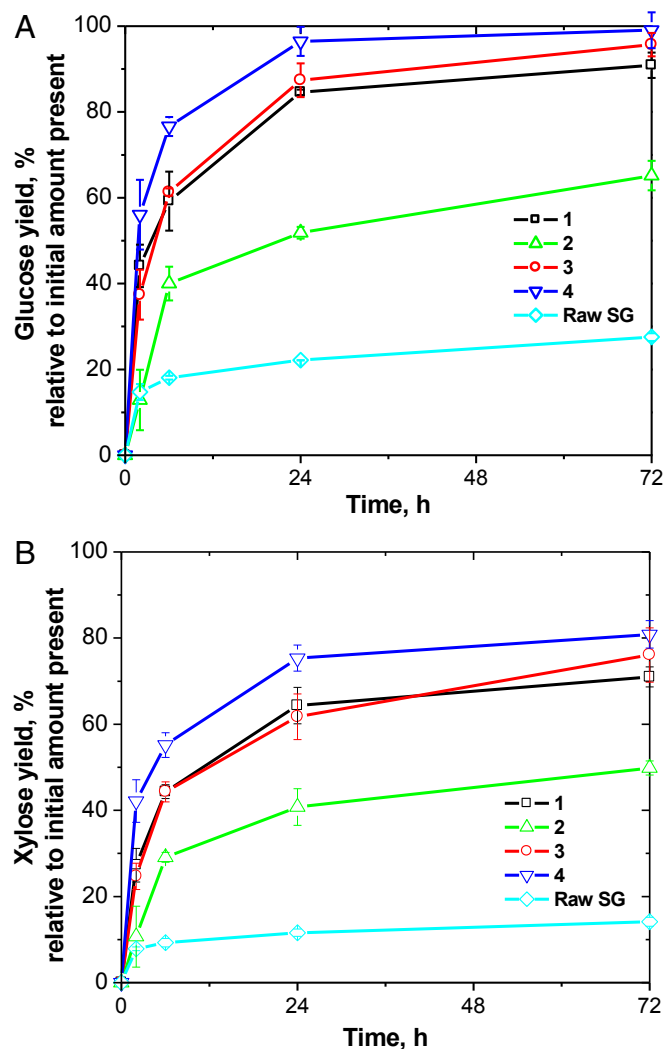 A
100
80
60
40
20
0
Glucose yield, %
relative to initial amount present
1
2
3
4
Raw SG
0
24
48
72
Time, h
B
100
80
60
40
20
0
Xylose yield, %
relative to initial amount present
1
2
3
4
Raw SG
0
24
48
72
Time, h